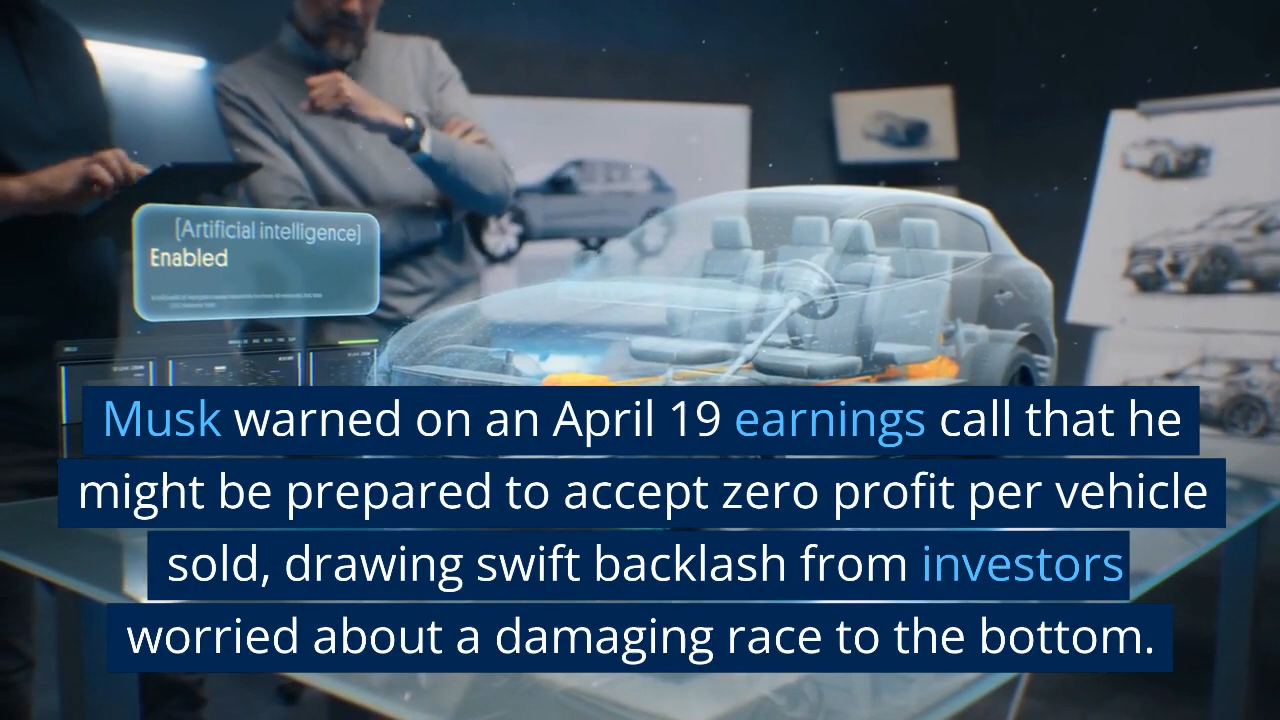 [Artificial intelligence]
Enabled
Musk warned on an April 19 earnings call that he
might be prepared to accept zero profit per vehicle
sold, drawing swift backlash from investors
worried about a damaging race to the bottom.